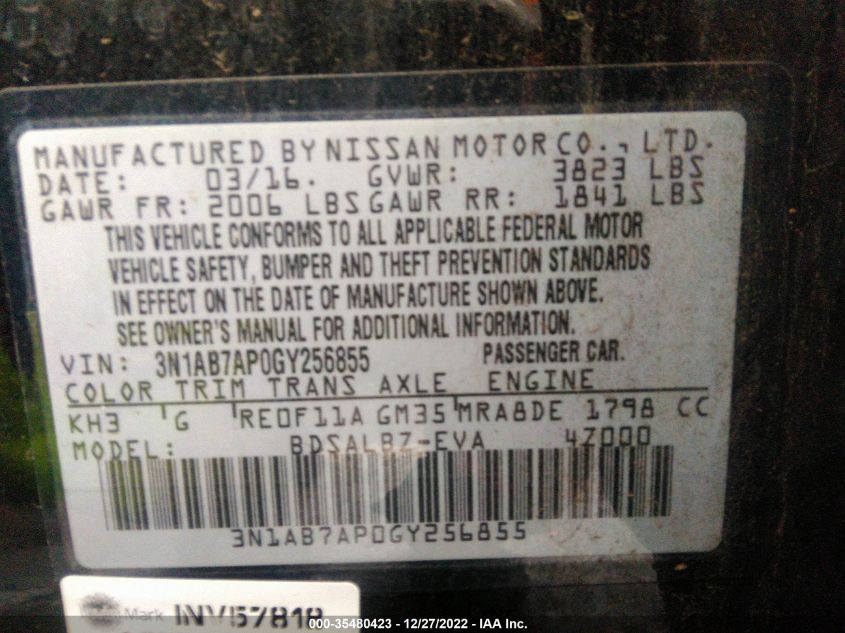 MANUFACTURED BY NISSAN MOTOR CO., LTD.
DATE: 03/16. GVWR: 3823 LBS
GAWR FR: 2006 LBS GAWR RR: 1841 LBS
THIS VEHICLE CONFORMS TO ALL APPLICABLE FEDERAL MOTOR
VEHICLE SAFETY, BUMPER AND THEFT PREVENTION STANDARDS
IN EFFECT ON THE DATE OF MANUFACTURE SHOWN ABOVE.
SEE OWNER'S MANUAL FOR ADDITIONAL INFORMATION.
VIN: 3N1AB7AP0GY256855 PASSENGER CAR.
COLOR TRIM TRANS AXLE ENGINE
KH3 G RE0F11A GM35 MRA8DE 1798 CC
MODEL: BDSALBZ-EVA 4Z000
3N1AB7AP0GY256855
Mark INV57818
000-35480423 - 12/27/2022 - IAA Inc.